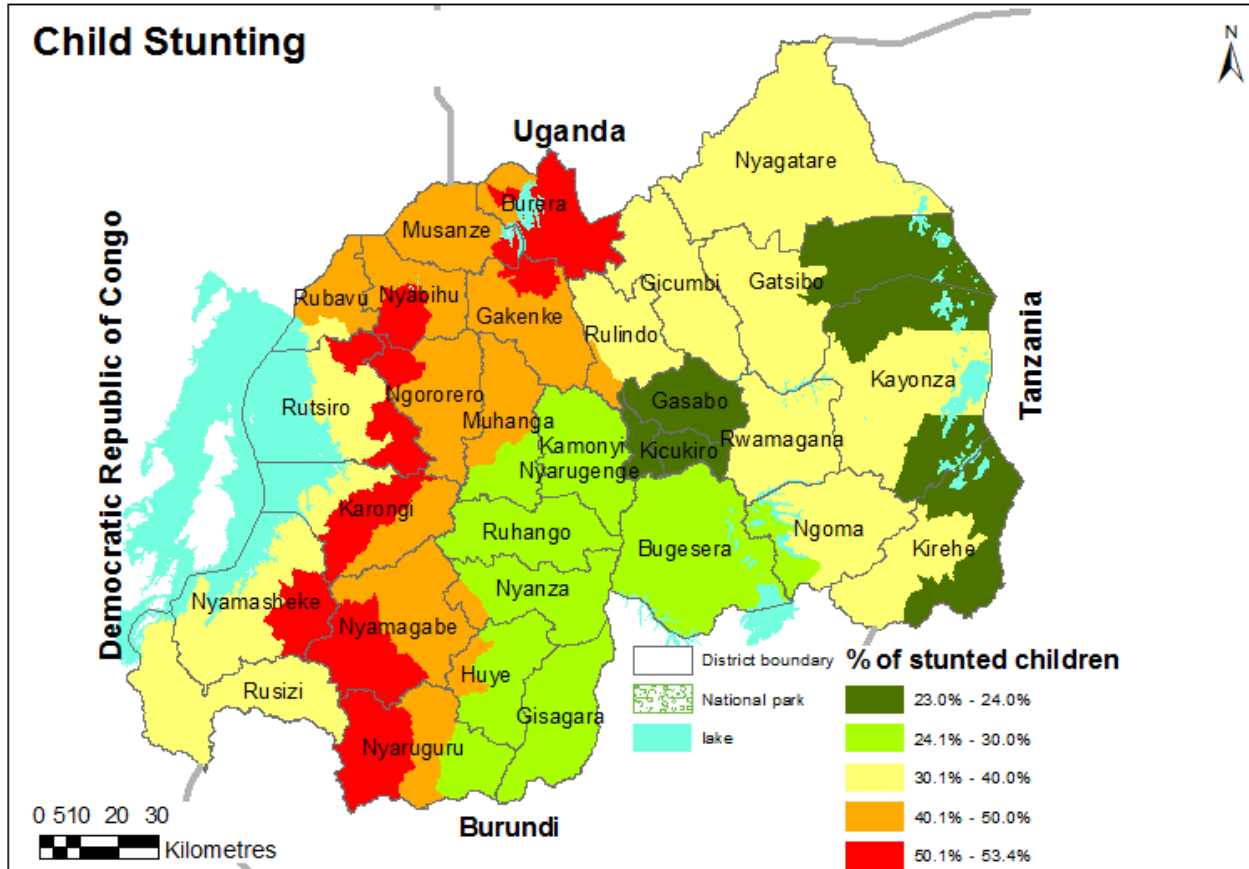 Child Stunting
N
Uganda
Nyagatare
Burera
Musanze
Democratic Republic of Congo
Gicumbi
Gatsibo
Rubavu
Nyabihu
Gakenke
Rulindo
Tanzania
Kayonza
Ngororero
Gasabo
Rutsiro
Muhanga
Kamonyi
Kicukiro
Rwamagana
Nyarugenge
Karongi
Ruhango
Bugesera
Ngoma
Kirehe
Nyanza
Nyamasheke
Nyamagabe
Huye
Rusizi
Gisagara
Nyaruguru
Burundi
District boundary
National park
lake
% of stunted children
23.0% - 24.0%
24.1% - 30.0%
30.1% - 40.0%
40.1% - 50.0%
50.1% - 53.4%
0 510 20 30
Kilometres